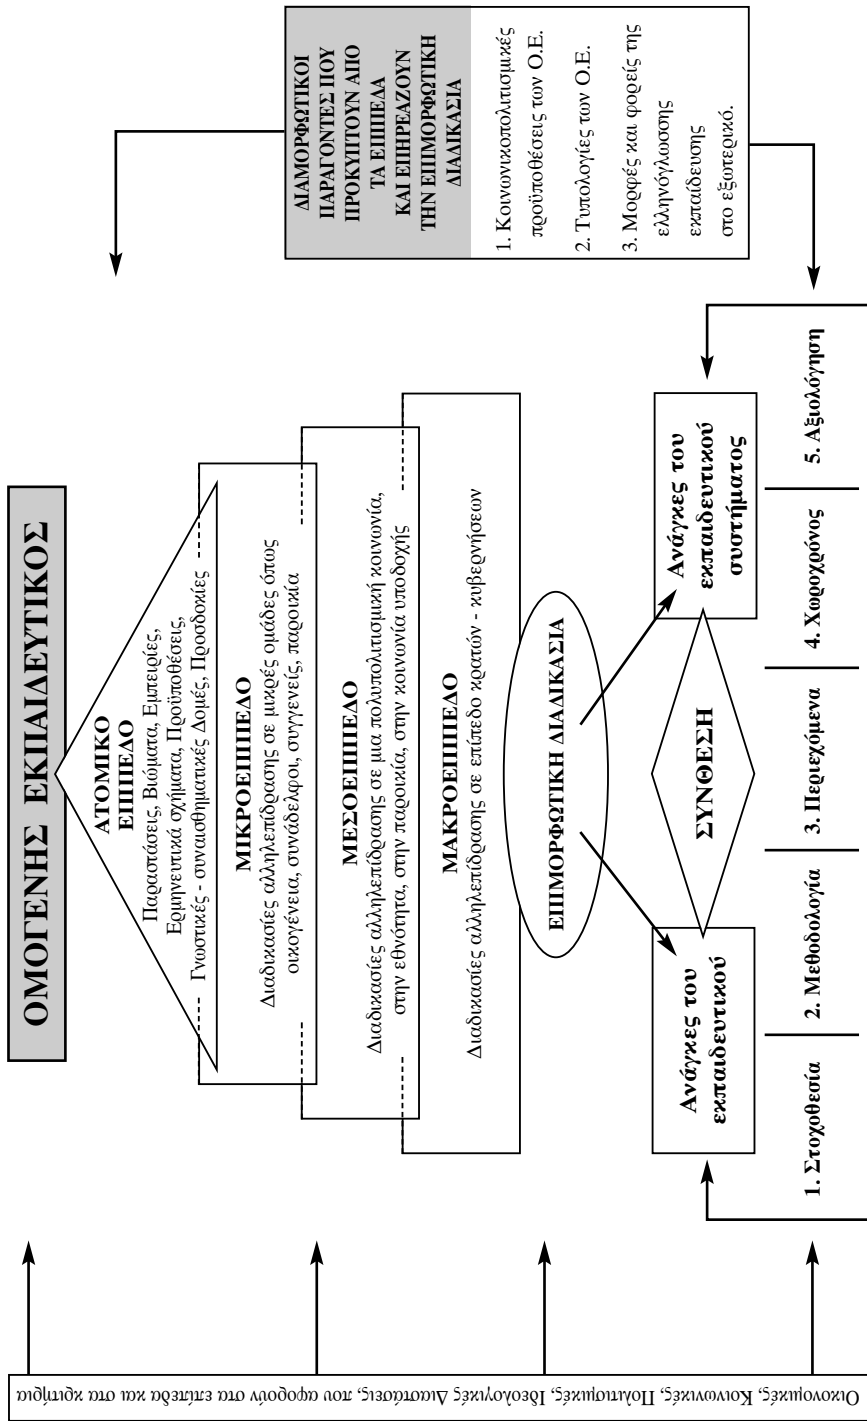 ΟΜΟΓΕΝΗΣ ΕΚΠΑΙΔΕΥΤΙΚΟΣ
ΑΤΟΜΙΚΟ
ΕΠΙΠΕΔΟ
Παραστάσεις, Βιώματα, Εμπειρίες,
Ερμηνευτικά σχήματα, Προϋποθέσεις,
Γνωστικές - συναισθηματικές Δομές, Προσδοκίες
ΜΙΚΡΟΕΠΙΠΕΔΟ
Διαδικασίες αλληλεπίδρασης σε μικρές ομάδες όπως
οικογένεια, συνάδελφοι, συγγενείς, παροικία
ΜΕΣΟΕΠΙΠΕΔΟ
Διαδικασίες αλληλεπίδρασης σε μια πολυπολιτισμική κοινωνία,
στην εθνότητα, στην παροικία, στην κοινωνία υποδοχής
ΜΑΚΡΟΕΠΙΠΕΔΟ
Διαδικασίες αλληλεπίδρασης σε επίπεδο κρατών - κυβερνήσεων
ΕΠΙΜΟΡΦΩΤΙΚΗ ΔΙΑΔΙΚΑΣΙΑ
Ανάγκες του
εκπαιδευτικού
ΣΥΝΘΕΣΗ
Ανάγκες του
εκπαιδευτικού
συστήματος
1. Στοχοθεσία
2. Μεθοδολογία
3. Περιεχόμενα
4. Χωροχρόνος
5. Αξιολόγηση
ΔΙΑΜΟΡΦΩΤΙΚΟΙ
ΠΑΡΑΓΟΝΤΕΣ ΠΟΥ
ΠΡΟΚΥΠΤΟΥΝ ΑΠΟ
ΤΑ ΕΠΙΠΕΔΑ
ΚΑΙ ΕΠΗΡΕΑΖΟΥΝ
ΤΗΝ ΕΠΙΜΟΡΦΩΤΙΚΗ
ΔΙΑΔΙΚΑΣΙΑ
1. Κοινωνικοπολιτισμικές
προϋποθέσεις των Ο.Ε.
2. Τυπολογίες των Ο.Ε.
3. Μορφές και φορείς της
ελληνόγλωσσης
εκπαίδευσης
στο εξωτερικό.
Οικονομικές, Κοινωνικές, Πολιτισμικές, Ιδεολογικές Διαστάσεις, που αφορούν στα επίπεδα και στα κριτήρια